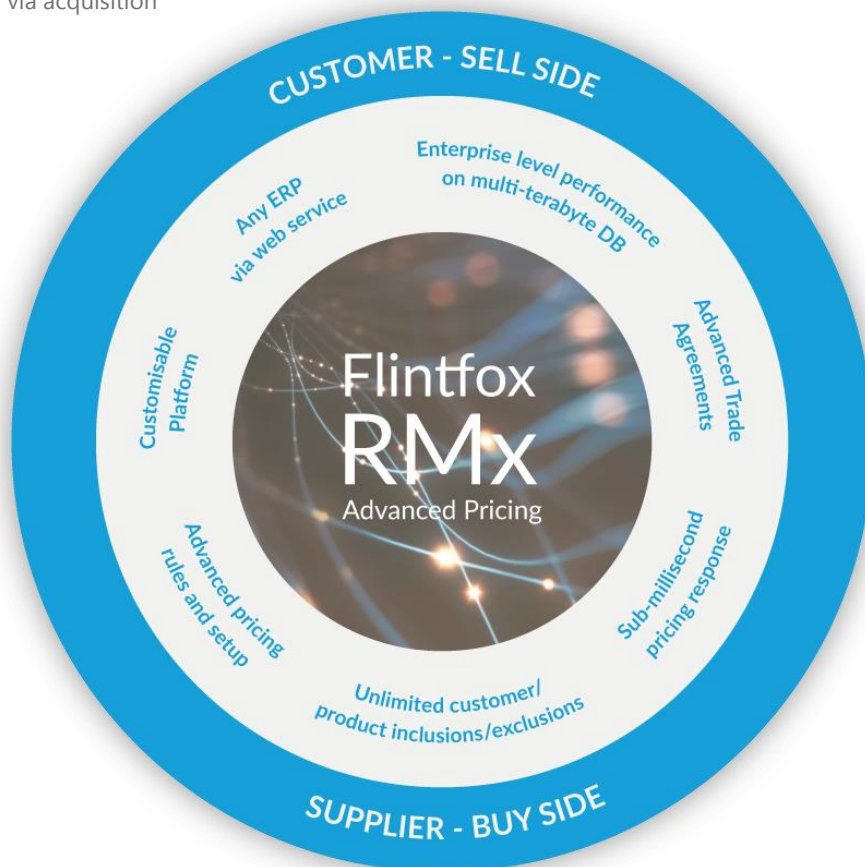 via acquisition
CUSTOMER - SELL SIDE
Enterprise level performance
on multi-terabyte DB
Any ERP
via web service
Advanced Trade
Agreements
Customisable
Platform
Flintfox
RMx
Advanced Pricing
Sub-millisecond
pricing response
Advanced pricing
rules and setup
Unlimited customer/
product inclusions/exclusions
SUPPLIER - BUY SIDE